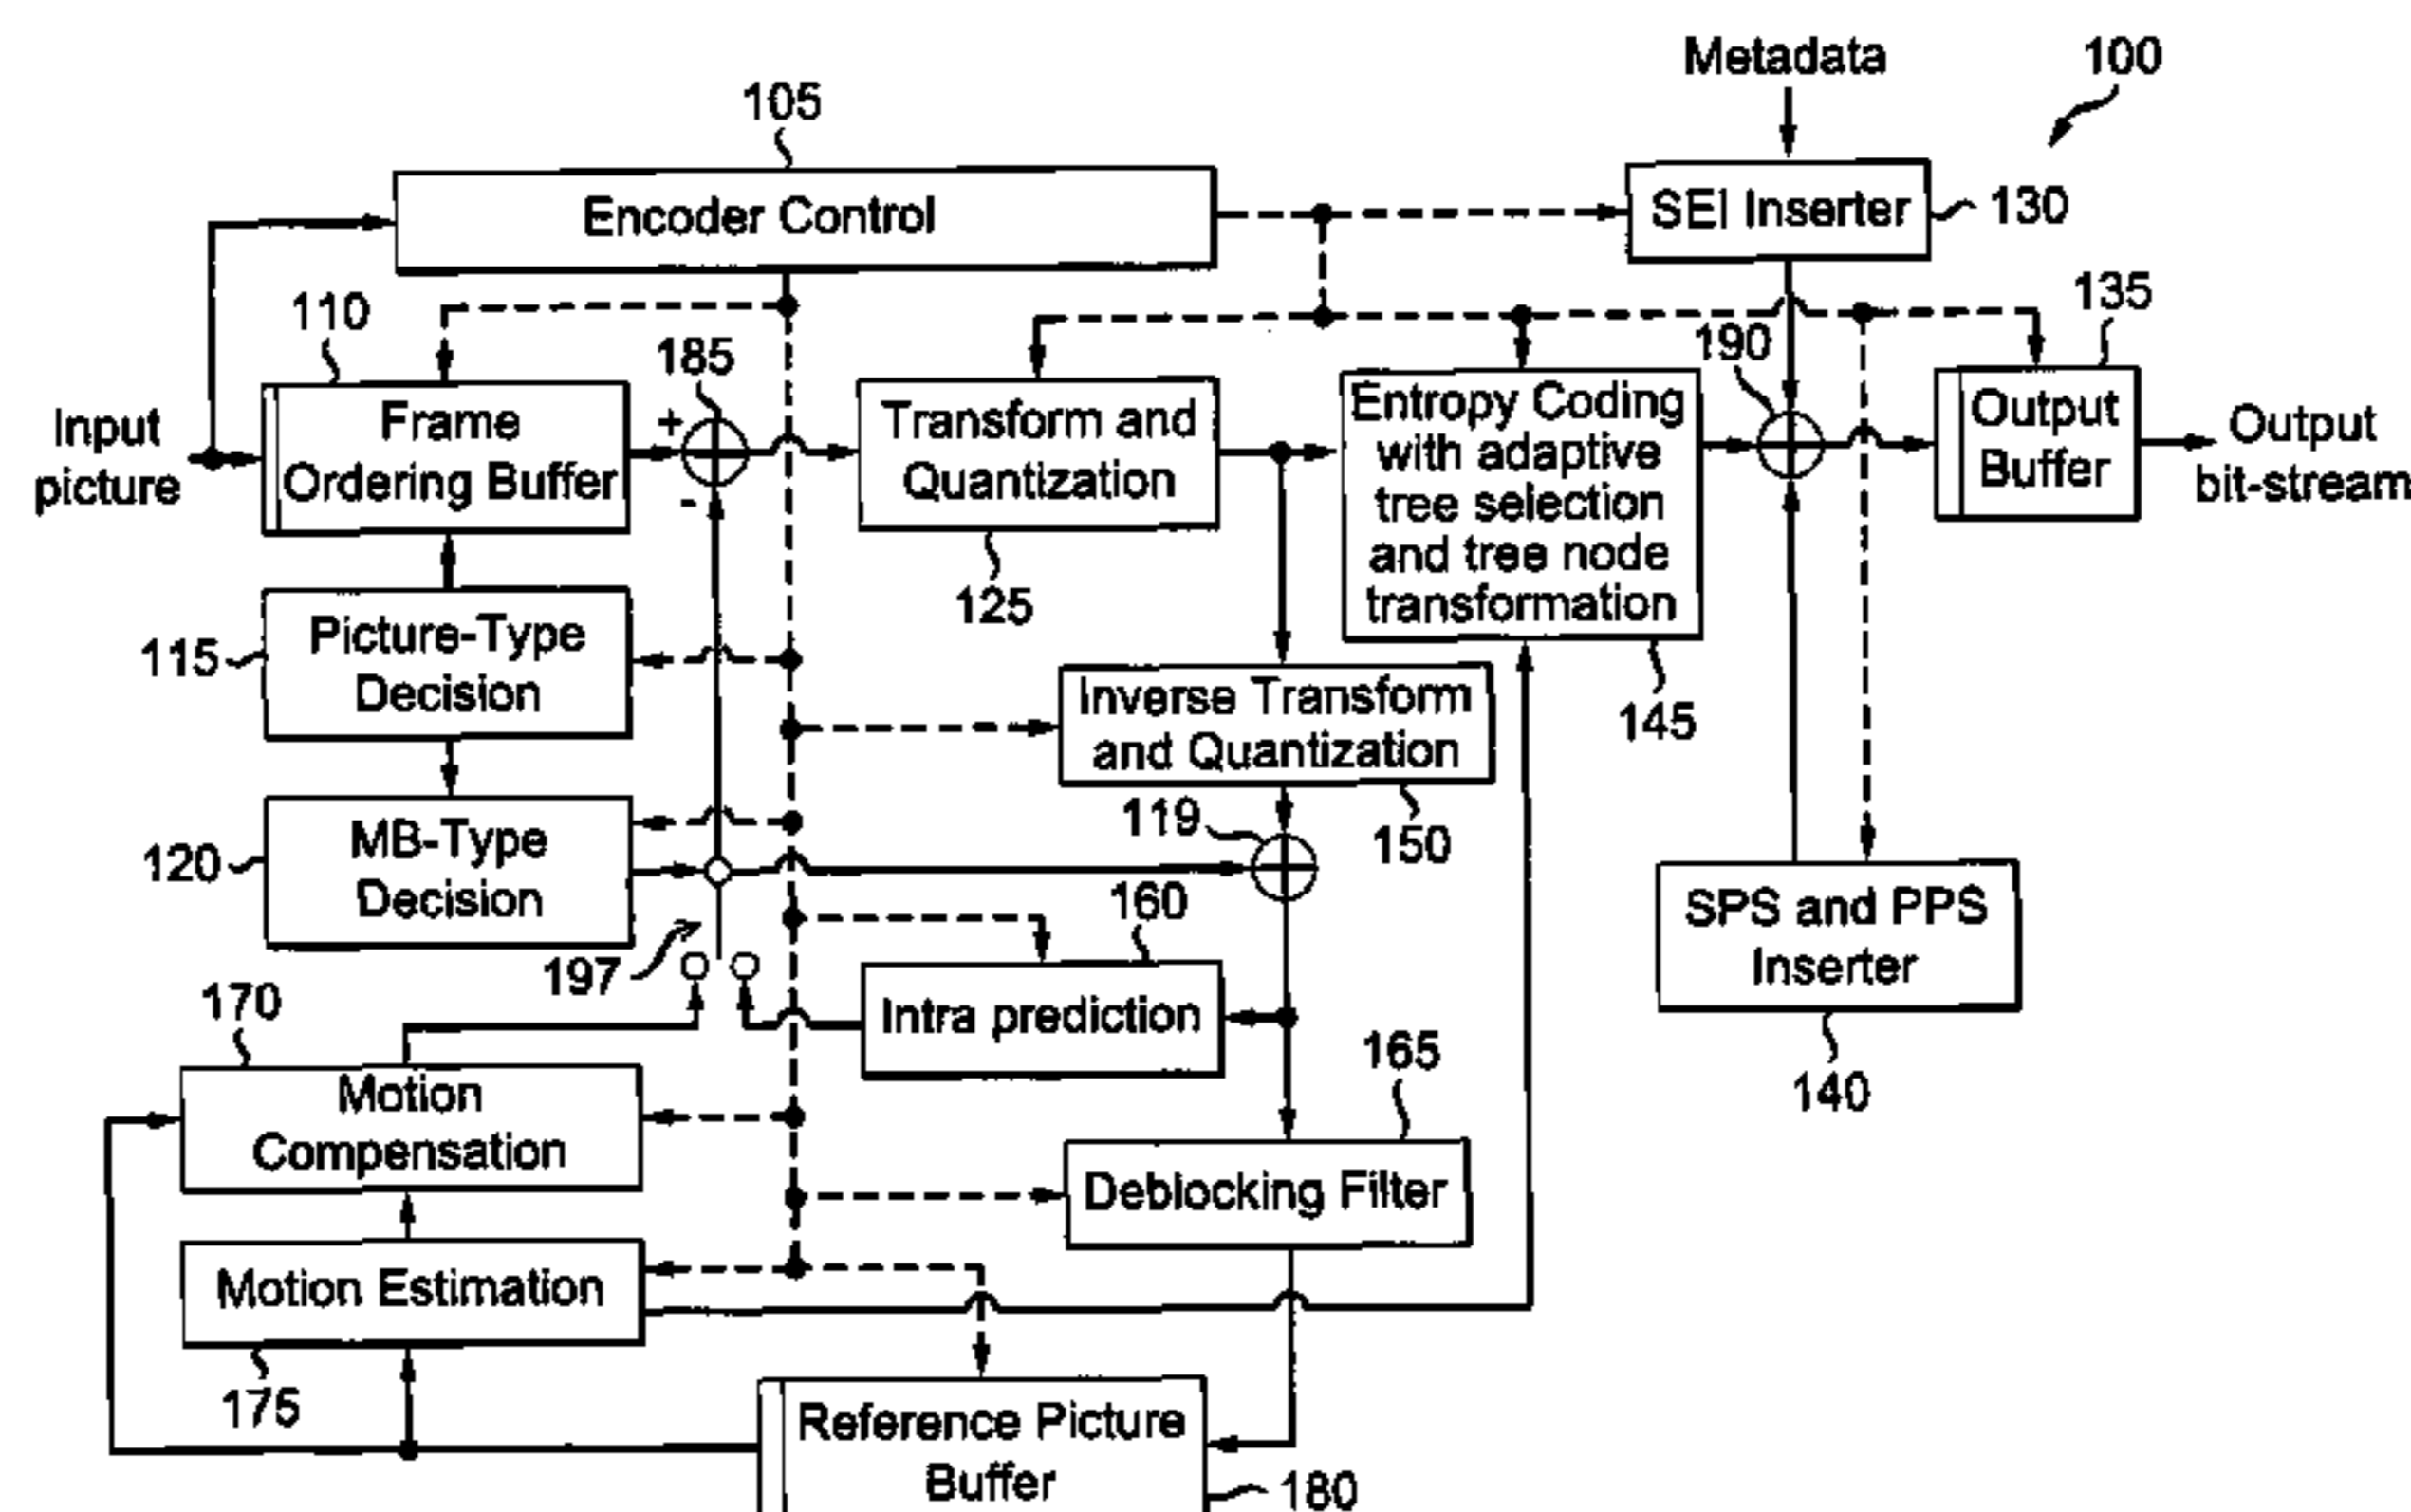 Metadata
100
105
Encoder Control
SEI Inserter
130
110
185
190
135
+
-
Input
picture
Frame
Ordering Buffer
Transform and
Quantization
125
Entropy Coding
with adaptive
tree selection
and tree node
transformation
145
Output
Buffer
Output
bit-stream
115
Picture-Type
Decision
Inverse Transform
and Quantization
150
119
120
MB-Type
Decision
197
160
Intra prediction
SPS and PPS
Inserter
140
170
Motion
Compensation
165
Deblocking Filter
Motion Estimation
175
Reference Picture
Buffer
180